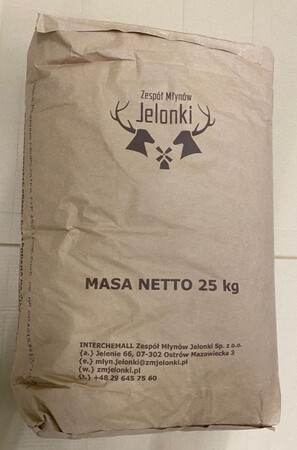 Zespół Młynów
Jelonki
MASA NETTO 25 kg
INTERCHEMALL Zespół Młynów Jelonki Sp. z o.o.
{a.} Jelenie 66, 07-302 Ostrów Mazowiecka 3
{e.} mlyn.jelonki@zmjelonki.pl
{w.} zmjelonki.pl
{t.} +48 29 645 75 60